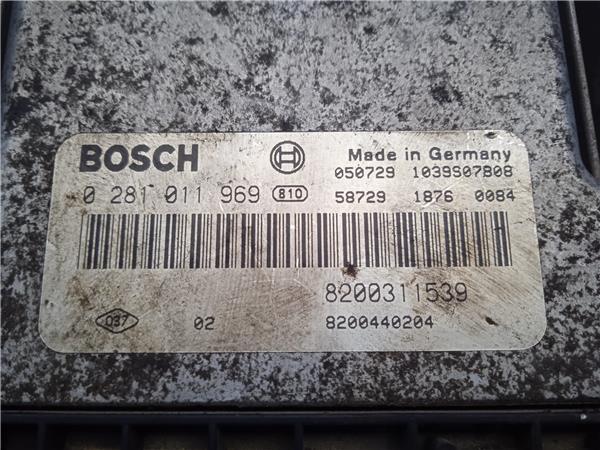 BOSCH Made in Germany
050729 1039S07B08
0 281 011 969 810 58729 1876 0084
8200311539
037 02 8200440204